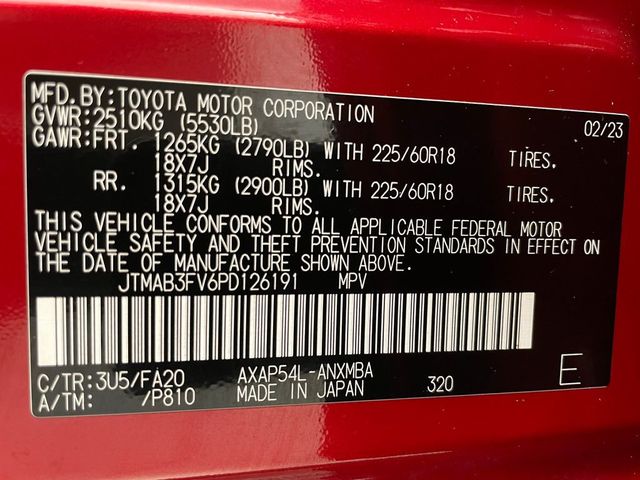 MFD.BY:TOYOTA MOTOR CORPORATION 02/23
GVWR:2510KG (5530LB)
GAWR:FRT. 1265KG (2790LB) WITH 225/60R18 TIRES.
18X7J RIMS.
RR. 1315KG (2900LB) WITH 225/60R18 TIRES.
18X7J RIMS.
THIS VEHICLE CONFORMS TO ALL APPLICABLE FEDERAL MOTOR
VEHICLE SAFETY AND THEFT PREVENTION STANDARDS IN EFFECT ON
THE DATE OF MANUFACTURE SHOWN ABOVE.
JTMAB3FV6PD126191 MPV
C/TR:3U5/FA20 AXAP54L-ANXMBA 320 E
A/TM: /P810 MADE IN JAPAN